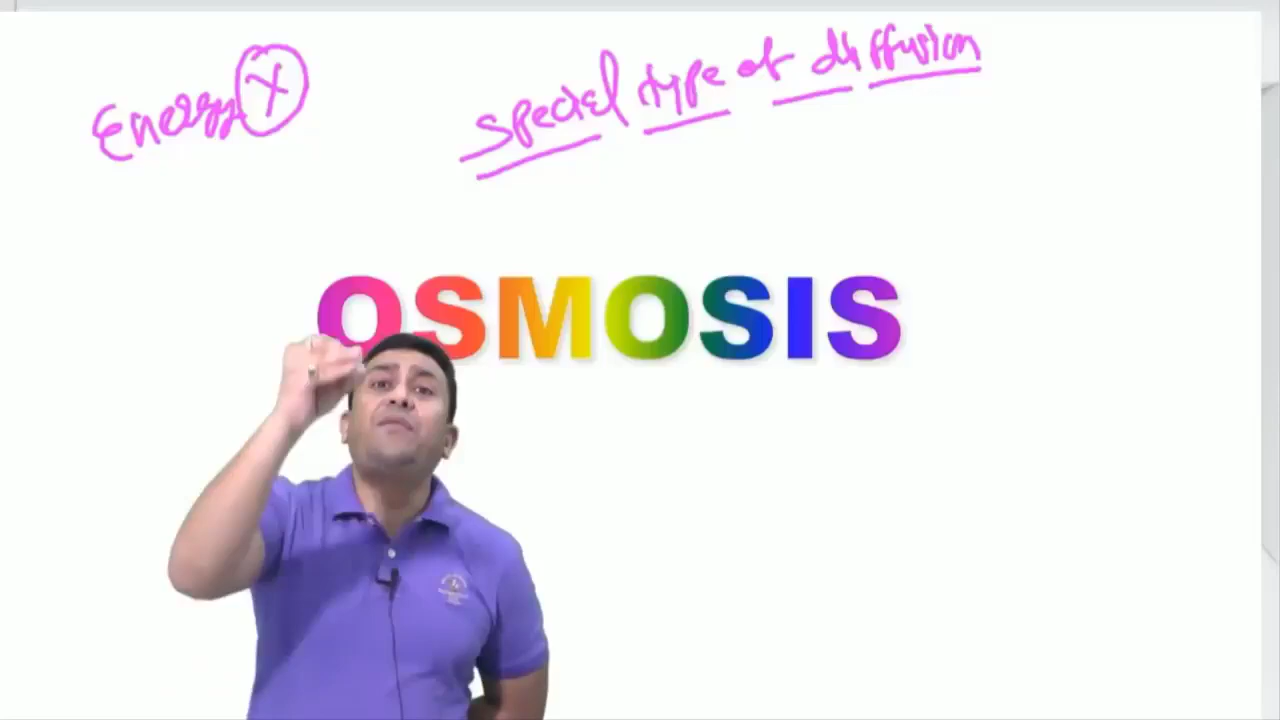 Energy X
special type of diffusion
OSMOSIS